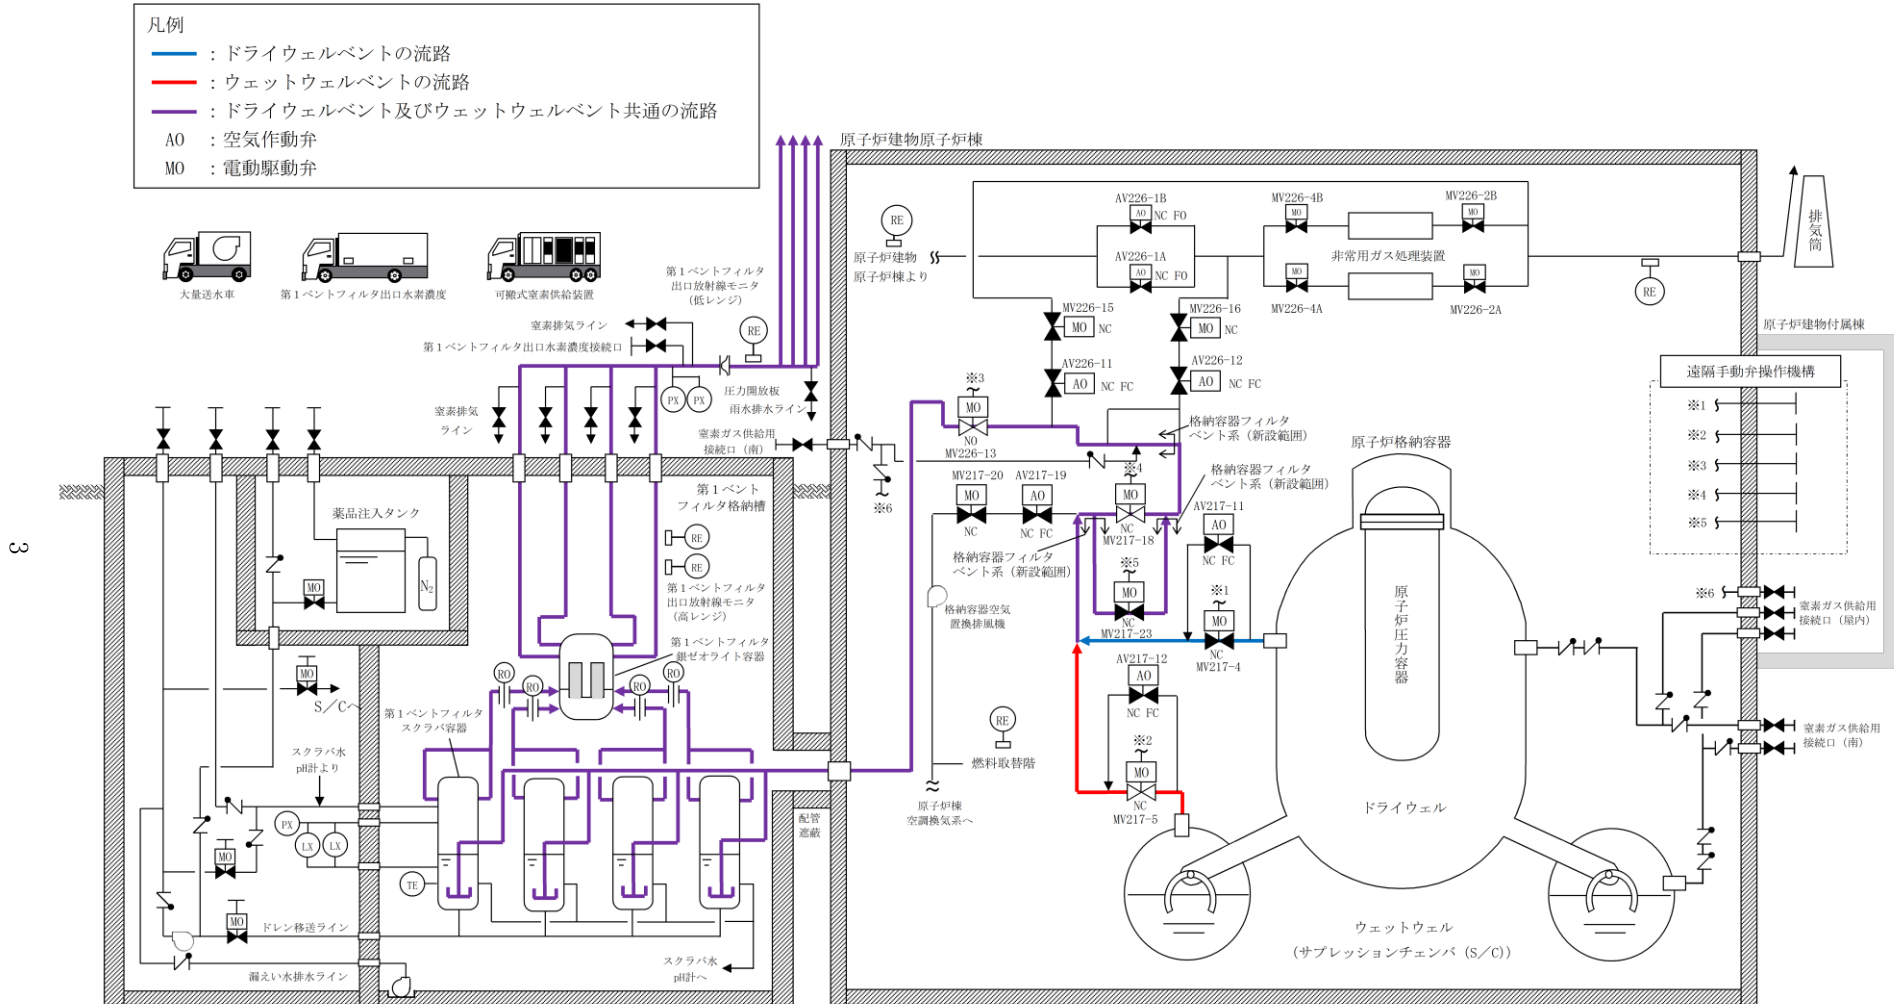 凡例
：ドライウェルベントの流路
：ウェットウェルベントの流路
：ドライウェルベント及びウェットウェルベント共通の流路
AO ：空気作動弁
MO ：電動駆動弁
大量送水車
第１ベントフィルタ出口水素濃度
可搬式窒素供給装置
第１ベントフィルタ
出口放射線モニタ
（低レンジ）
RE
窒素排気ライン
第１ベントフィルタ出口水素濃度接続口
PX
PX
圧力開放板
雨水排水ライン
窒素排気
ライン
窒素ガス供給用
接続口（南）
※6
3
第１ベント
フィルタ格納槽
薬品注入タンク
N₂
MO
RE
RE
第１ベントフィルタ
出口放射線モニタ
（高レンジ）
第１ベントフィルタ
銀ゼオライト容器
MO
S／Cへ
RO
RO
RO
RO
第１ベントフィルタ
スクラバ容器
スクラバ水
pH計より
PX
LX
LX
MO
TE
MO
ドレン移送ライン
漏えい水排水ライン
スクラバ水
pH計へ
配管
遮蔽
原子炉建物原子炉棟
RE
原子炉建物
原子炉棟より
AV226-1B
AO
NC FO
AV226-1A
AO
NC FO
MV226-4B
MO
MV226-2B
MO
非常用ガス処理装置
MO
MV226-4A
MO
MV226-2A
RE
排気筒
MV226-15
MO
NC
MV226-16
MO
NC
AV226-11
AO
NC FC
AV226-12
AO
NC FC
※3
MO
NO
MV226-13
格納容器フィルタ
ベント系（新設範囲）
格納容器フィルタ
ベント系（新設範囲）
MV217-20
MO
NC
AV217-19
AO
NC FC
※4
MO
NC
MV217-18
格納容器フィルタ
ベント系（新設範囲）
AV217-11
AO
NC FC
※5
MO
NC
MV217-23
※1
MO
NC
MV217-4
格納容器空気
置換排風機
AV217-12
AO
NC FC
RE
燃料取替階
※2
MO
NC
MV217-5
原子炉棟
空調換気系へ
原子炉格納容器
原子炉圧力容器
ドライウェル
ウェットウェル
（サプレッションチェンバ（S／C））
原子炉建物付属棟
遠隔手動弁操作機構
※1
※2
※3
※4
※5
※6
窒素ガス供給用
接続口（屋内）
窒素ガス供給用
接続口（南）